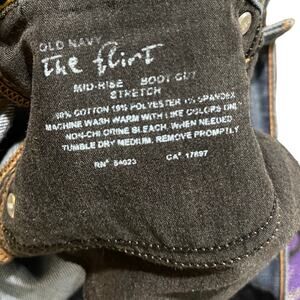 OLD NAVY
the flirt
MID-RISE BOOT CUT
STRETCH
80% COTTON 19% POLYESTER 1% SPANDEX
MACHINE WASH WARM WITH LIKE COLORS ONLY
NON-CHLORINE BLEACH, WHEN NEEDED
TUMBLE DRY MEDIUM, REMOVE PROMPTLY
RN# 54023 CA# 17897